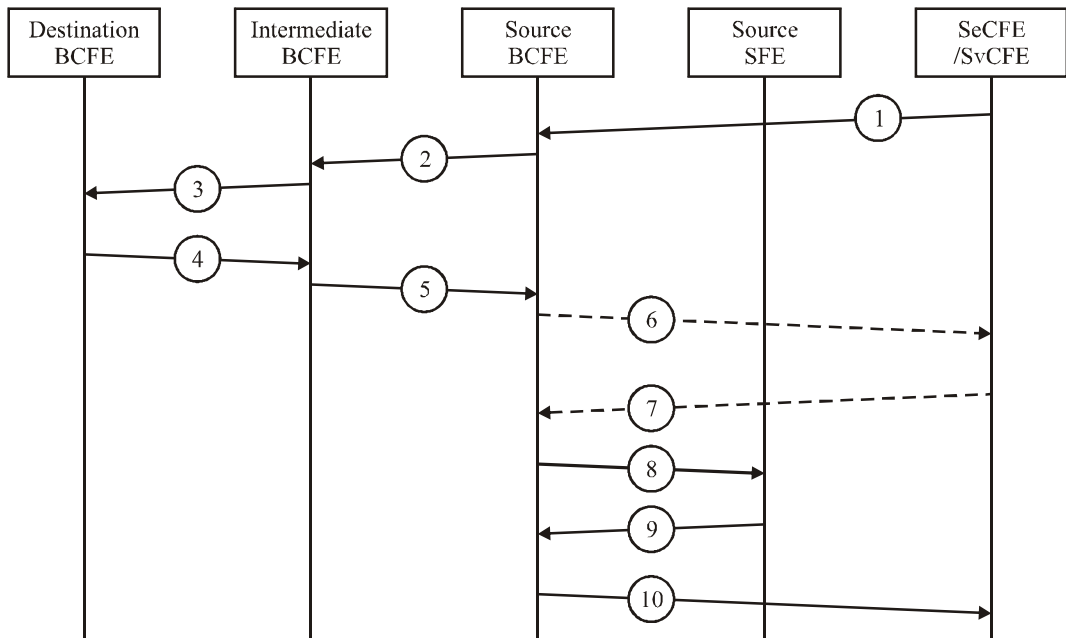 Destination
BCFE
Intermediate
BCFE
Source
BCFE
Source
SFE
SeCFE
/SvCFE
1
2
3
4
5
6
7
8
9
10